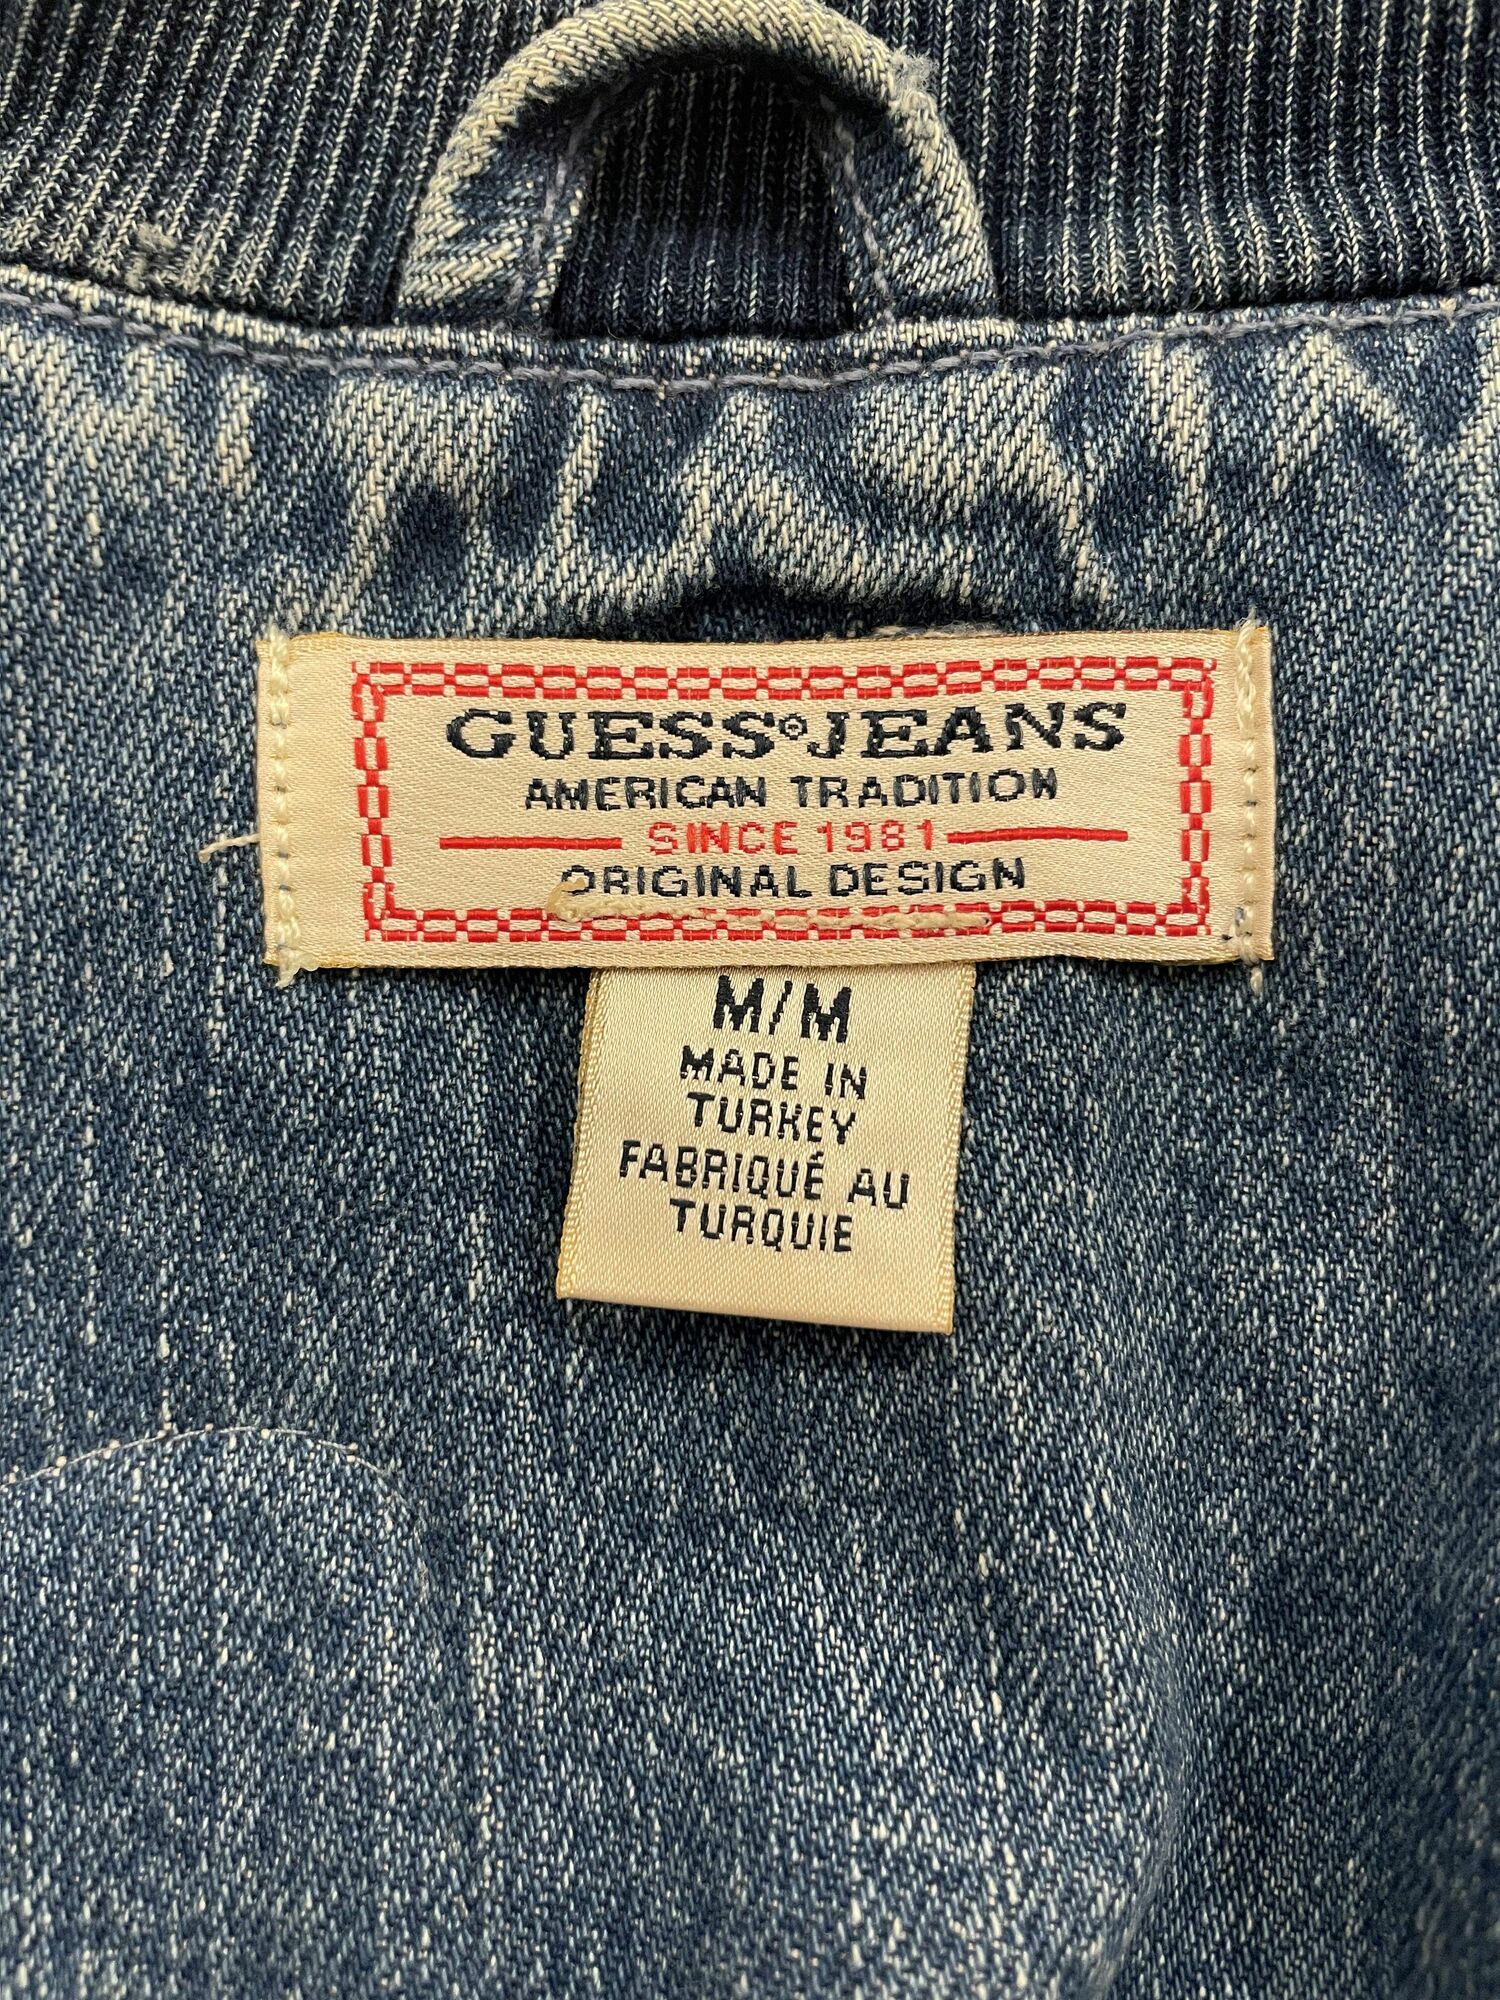 GUESS® JEANS
AMERICAN TRADITION
SINCE 1981
ORIGINAL DESIGN
M/M
MADE IN
TURKEY
FABRIQUÉ AU
TURQUIE